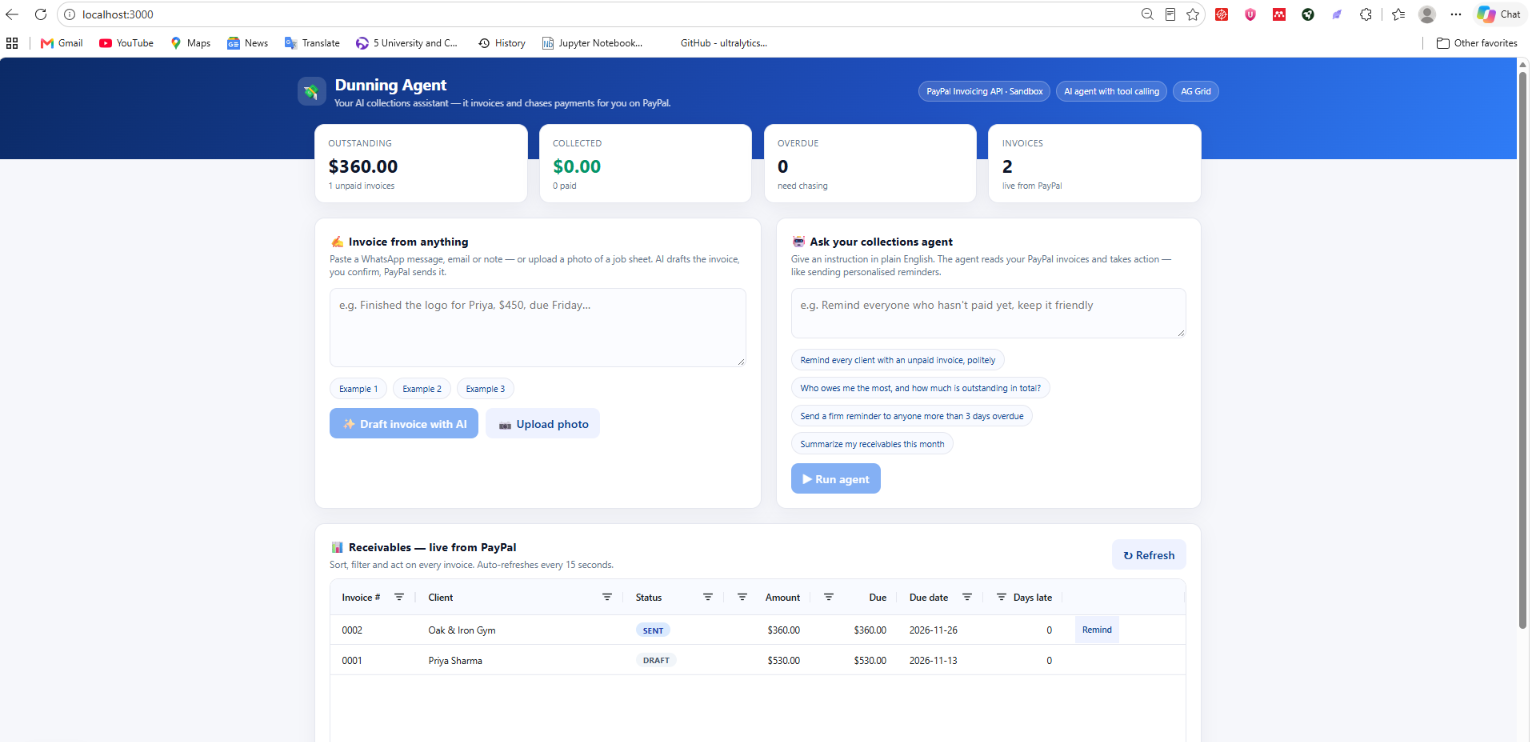 localhost:3000
Chat
Gmail
YouTube
Maps
News
Translate
5 University and C...
History
Jupyter Notebook...
GitHub - ultralytics...
Other favorites
Dunning Agent
Your AI collections assistant — it invoices and chases payments for you on PayPal.
PayPal Invoicing API · Sandbox
AI agent with tool calling
AG Grid
OUTSTANDING
$360.00
1 unpaid invoices
COLLECTED
$0.00
0 paid
OVERDUE
0
need chasing
INVOICES
2
live from PayPal
Invoice from anything
Paste a WhatsApp message, email or note — or upload a photo of a job sheet. AI drafts the invoice,
you confirm, PayPal sends it.
e.g. Finished the logo for Priya, $450, due Friday...
Example 1
Example 2
Example 3
Draft invoice with AI
Upload photo
Ask your collections agent
Give an instruction in plain English. The agent reads your PayPal invoices and takes action —
like sending personalised reminders.
e.g. Remind everyone who hasn't paid yet, keep it friendly
Remind every client with an unpaid invoice, politely
Who owes me the most, and how much is outstanding in total?
Send a firm reminder to anyone more than 3 days overdue
Summarize my receivables this month
Run agent
Receivables — live from PayPal
Sort, filter and act on every invoice. Auto-refreshes every 15 seconds.
Refresh
Invoice # Client Status Amount Due Due date Days late
0002 Oak & Iron Gym SENT $360.00 $360.00 2026-11-26 0 Remind
0001 Priya Sharma DRAFT $530.00 $530.00 2026-11-13 0